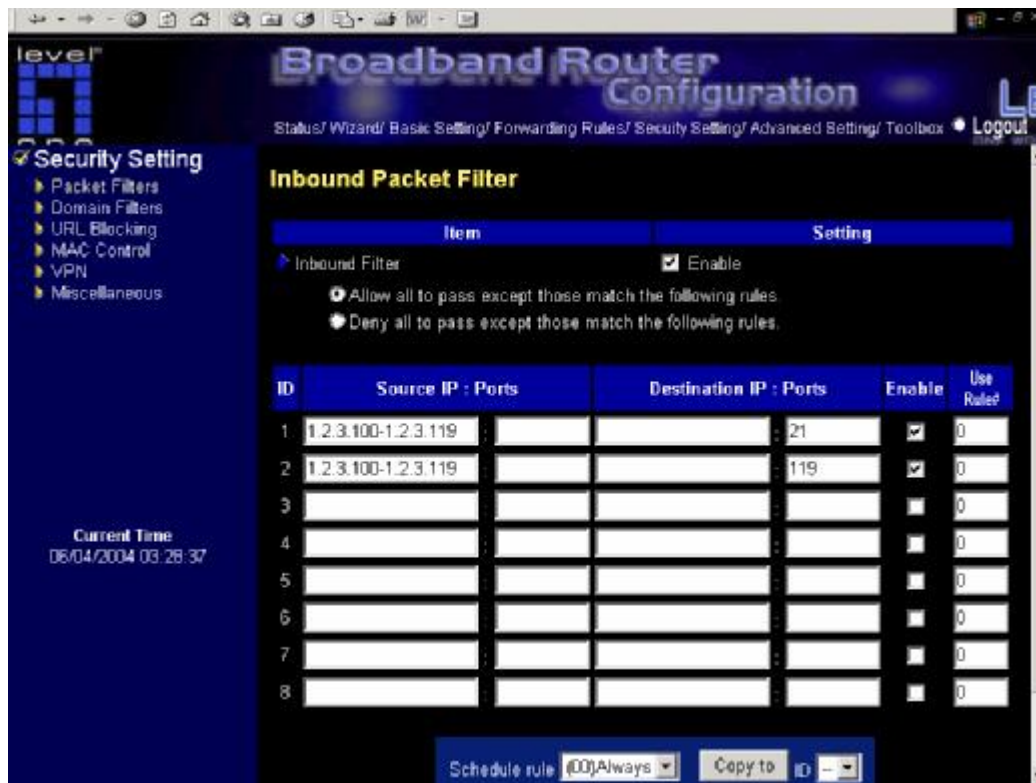 level
Broadband Router
Configuration
Status/ Wizard/ Basic Setting/ Forwarding Rules/ Security Setting/ Advanced Setting/ Toolbox Logout
Security Setting
Packet Filters
Domain Filters
URL Blocking
MAC Control
VPN
Miscellaneous
Current Time
06/04/2004 03:28:37
Inbound Packet Filter
Item Setting
Inbound Filter Enable
Allow all to pass except those match the following rules.
Deny all to pass except those match the following rules.
ID Source IP : Ports Destination IP : Ports Enable Use Rule#
1 1.2.3.100-1.2.3.119 : : 21 0
2 1.2.3.100-1.2.3.119 : : 119 0
3 : : 0
4 : : 0
5 : : 0
6 : : 0
7 : : 0
8 : : 0
Schedule rule (00)Always Copy to ID --